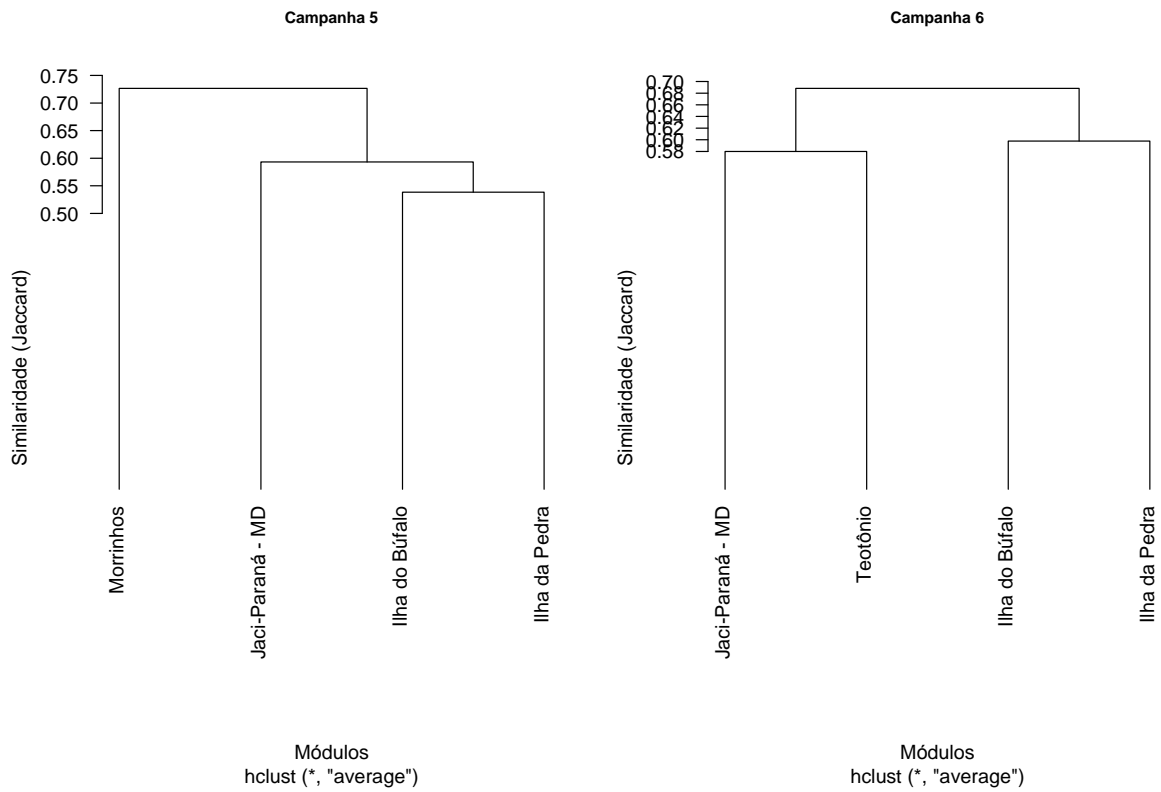 Campanha 5
0.75
0.70
0.65
0.60
0.55
0.50
Similaridade (Jaccard)
Morrinhos
Jaci-Paraná - MD
Ilha do Búfalo
Ilha da Pedra
Módulos
hclust (*, "average")
Campanha 6
0.70
0.68
0.66
0.64
0.62
0.60
0.58
Similaridade (Jaccard)
Jaci-Paraná - MD
Teotônio
Ilha do Búfalo
Ilha da Pedra
Módulos
hclust (*, "average")